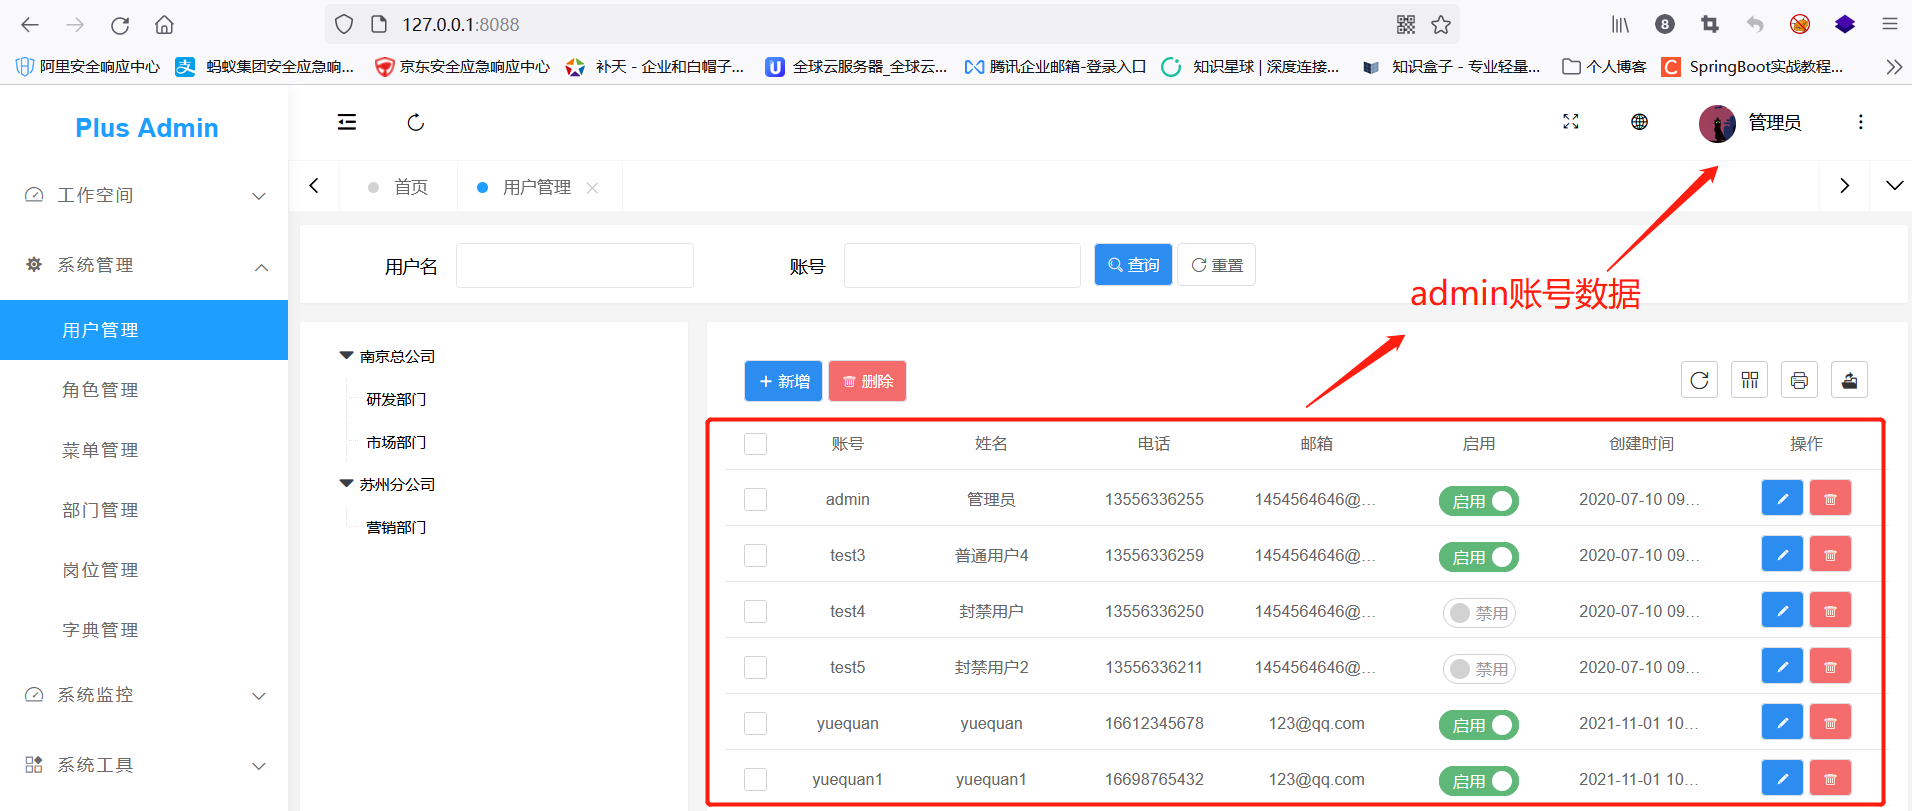 127.0.0.1:8088
8
阿里安全响应中心 支 蚂蚁集团安全应急响... 京东安全应急响应中心 补天 - 企业和白帽子... U 全球云服务器_全球云... 腾讯企业邮箱-登录入口 知识星球 | 深度连接... 知识盒子 - 专业轻量... 个人博客 C SpringBoot实战教程...
Plus Admin
管理员
工作空间
首页 用户管理
系统管理
用户名 账号 查询 重置
admin账号数据
用户管理
角色管理
菜单管理
部门管理
岗位管理
字典管理
系统监控
系统工具
南京总公司
研发部门
市场部门
苏州分公司
营销部门
新增 删除
账号 姓名 电话 邮箱 启用 创建时间 操作
admin 管理员 13556336255 1454564646@... 启用 2020-07-10 09...
test3 普通用户4 13556336259 1454564646@... 启用 2020-07-10 09...
test4 封禁用户 13556336250 1454564646@... 禁用 2020-07-10 09...
test5 封禁用户2 13556336211 1454564646@... 禁用 2020-07-10 09...
yuequan yuequan 16612345678 123@qq.com 启用 2021-11-01 10...
yuequan1 yuequan1 16698765432 123@qq.com 启用 2021-11-01 10...